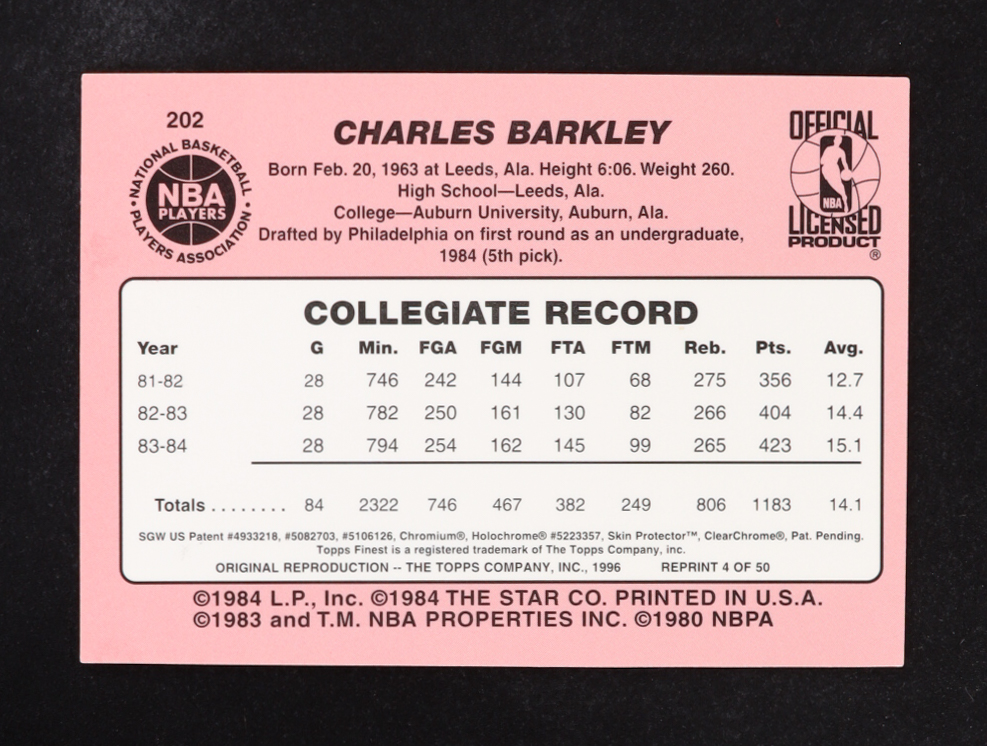 202
NATIONAL BASKETBALL
NBA
PLAYERS
• PLAYERS ASSOCIATION •
CHARLES BARKLEY
Born Feb. 20, 1963 at Leeds, Ala. Height 6:06. Weight 260.
High School—Leeds, Ala.
College—Auburn University, Auburn, Ala.
Drafted by Philadelphia on first round as an undergraduate,
1984 (5th pick).
OFFICIAL
NBA
LICENSED
PRODUCT
®
COLLEGIATE RECORD
Year G Min. FGA FGM FTA FTM Reb. Pts. Avg.
81-82 28 746 242 144 107 68 275 356 12.7
82-83 28 782 250 161 130 82 266 404 14.4
83-84 28 794 254 162 145 99 265 423 15.1
Totals ........ 84 2322 746 467 382 249 806 1183 14.1
SGW US Patent #4933218, #5082703, #5106126, Chromium®, Holochrome® #5223357, Skin Protector™, ClearChrome®, Pat. Pending.
Topps Finest is a registered trademark of The Topps Company, inc.
ORIGINAL REPRODUCTION -- THE TOPPS COMPANY, INC., 1996 REPRINT 4 OF 50
©1984 L.P., Inc. ©1984 THE STAR CO. PRINTED IN U.S.A.
©1983 and T.M. NBA PROPERTIES INC. ©1980 NBPA